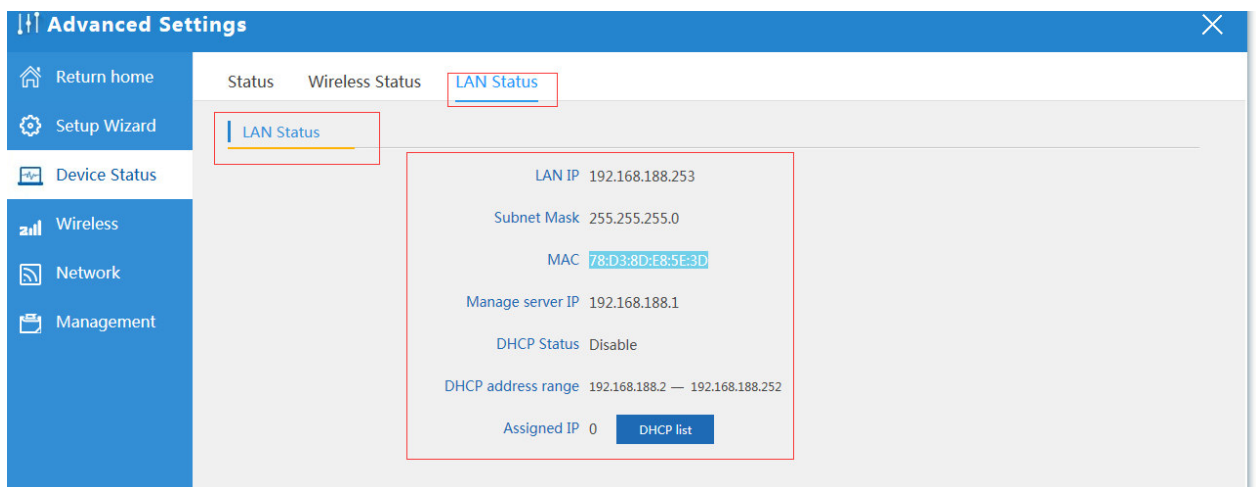 Advanced Settings
Return home
Setup Wizard
Device Status
Wireless
Network
Management
Status Wireless Status LAN Status
LAN Status
LAN IP 192.168.188.253
Subnet Mask 255.255.255.0
MAC 78:D3:8D:E8:5E:3D
Manage server IP 192.168.188.1
DHCP Status Disable
DHCP address range 192.168.188.2 — 192.168.188.252
Assigned IP 0 DHCP list